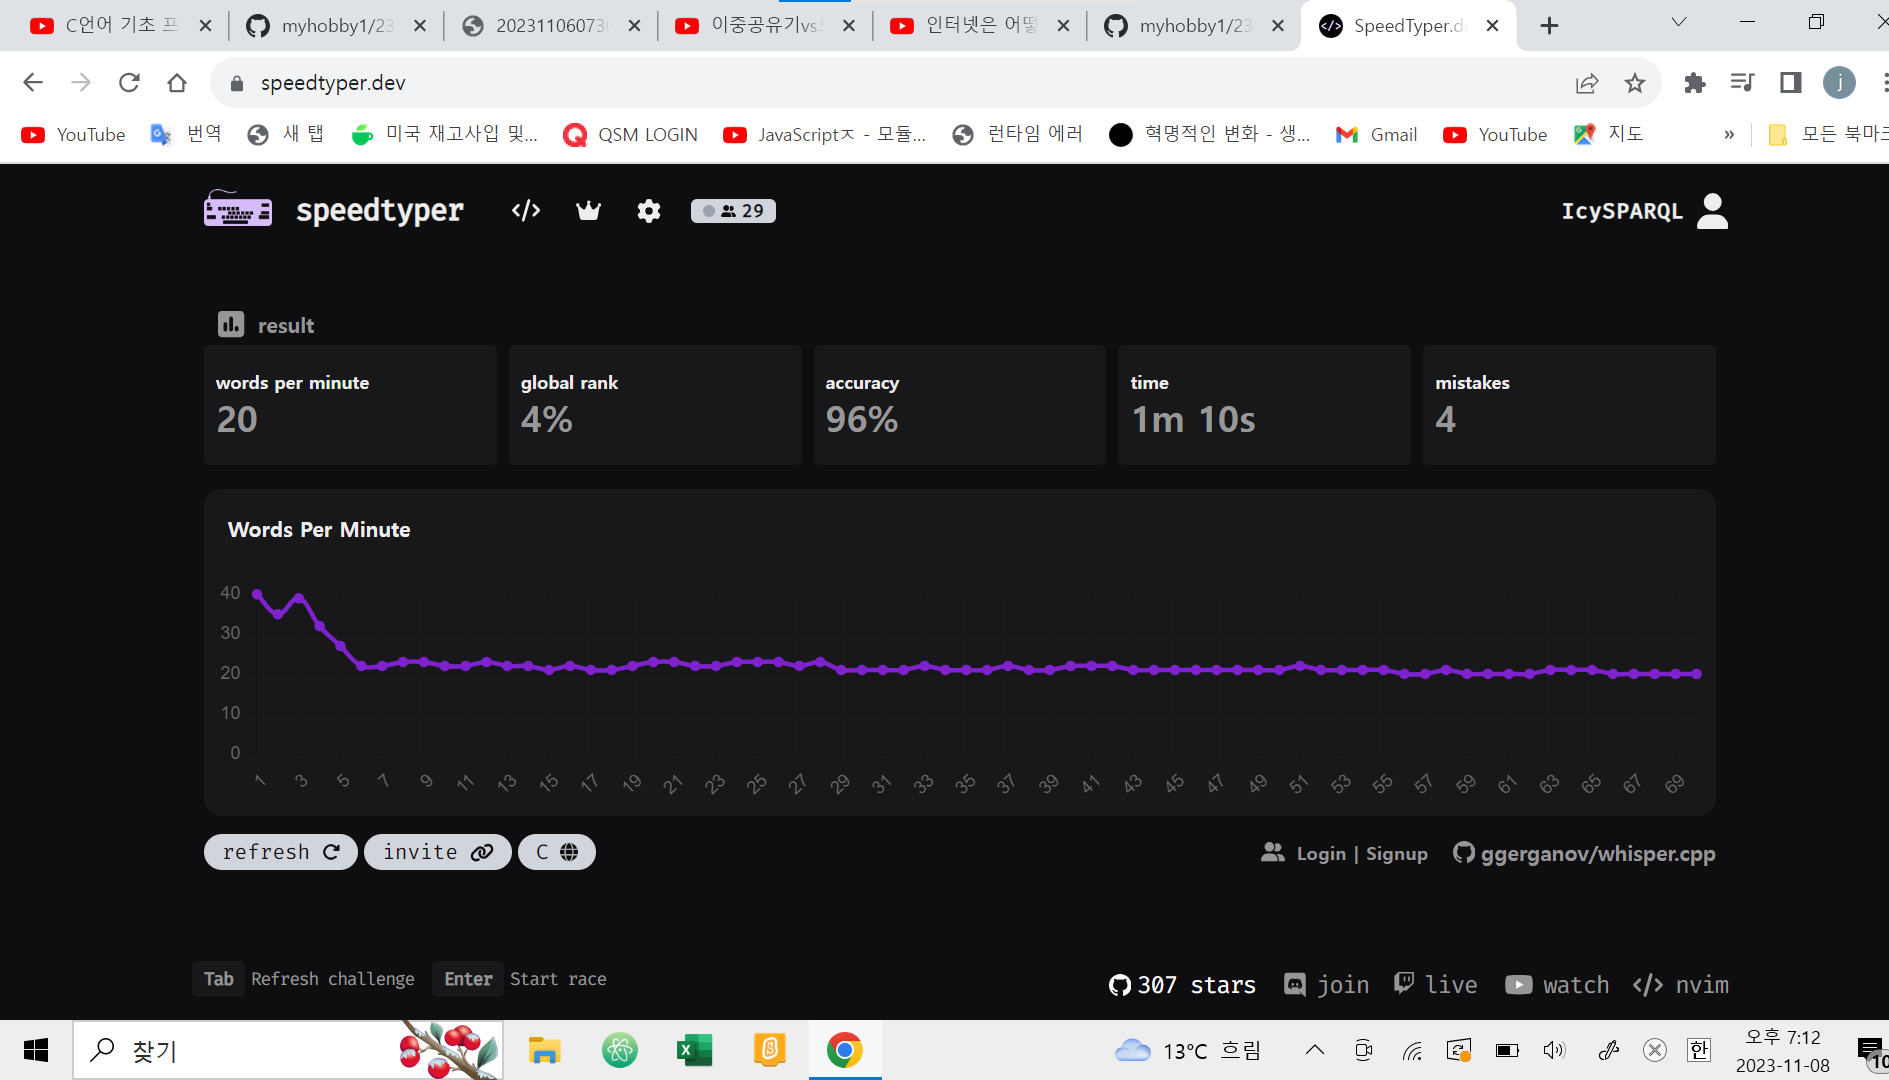 C언어 기초 프
myhobby1/23
20231106073
이중공유기vs
인터넷은 어떻
myhobby1/23
SpeedTyper.d
speedtyper.dev
j
YouTube
번역
새 탭
미국 재고사입 및...
QSM LOGIN
JavaScriptㅈ - 모듈...
런타임 에러
혁명적인 변화 - 생...
Gmail
YouTube
지도
»
모든 북마크
speedtyper
29
IcySPARQL
result
words per minute
20
global rank
4%
accuracy
96%
time
1m 10s
mistakes
4
Words Per Minute
40
30
20
10
0
1 3 5 7 9 11 13 15 17 19 21 23 25 27 29 31 33 35 37 39 41 43 45 47 49 51 53 55 57 59 61 63 65 67 69
refresh
invite
C
Login | Signup
ggerganov/whisper.cpp
Tab Refresh challenge
Enter Start race
307 stars
join
live
watch
nvim
찾기
13°C 흐림
한
오후 7:12
2023-11-08
10